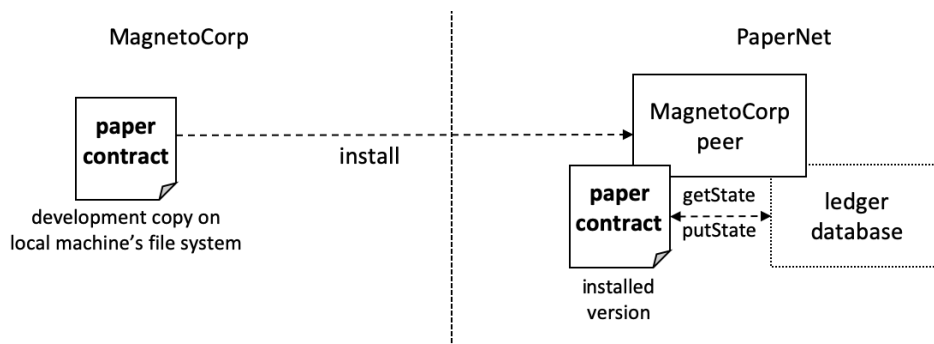 MagnetoCorp
PaperNet
paper
contract
development copy on
local machine's file system
install
MagnetoCorp
peer
paper
contract
installed
version
getState
putState
ledger
database